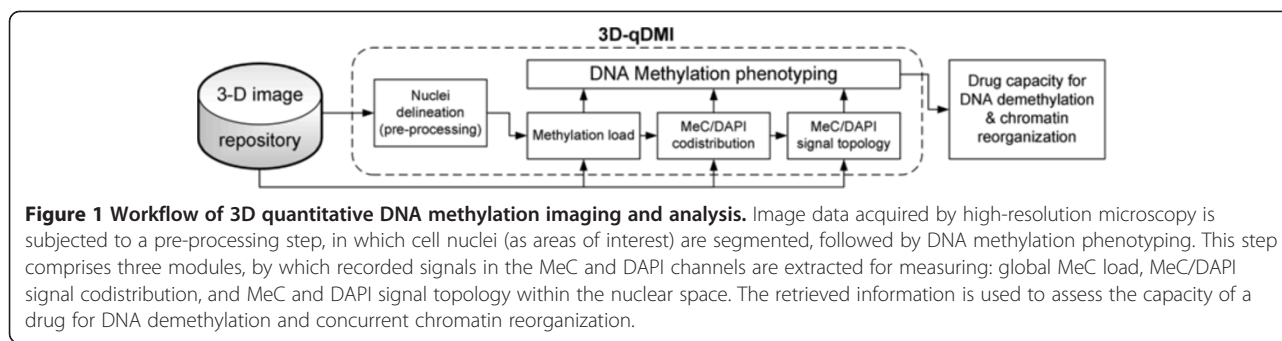 3D-qDMI
3-D image
repository
Nuclei
delineation
(pre-processing)
DNA Methylation phenotyping
Methylation load
MeC/DAPI
codistribution
MeC/DAPI
signal topology
Drug capacity for
DNA demethylation
& chromatin
reorganization
Figure 1 Workflow of 3D quantitative DNA methylation imaging and analysis. Image data acquired by high-resolution microscopy is
subjected to a pre-processing step, in which cell nuclei (as areas of interest) are segmented, followed by DNA methylation phenotyping. This step
comprises three modules, by which recorded signals in the MeC and DAPI channels are extracted for measuring: global MeC load, MeC/DAPI
signal codistribution, and MeC and DAPI signal topology within the nuclear space. The retrieved information is used to assess the capacity of a
drug for DNA demethylation and concurrent chromatin reorganization.